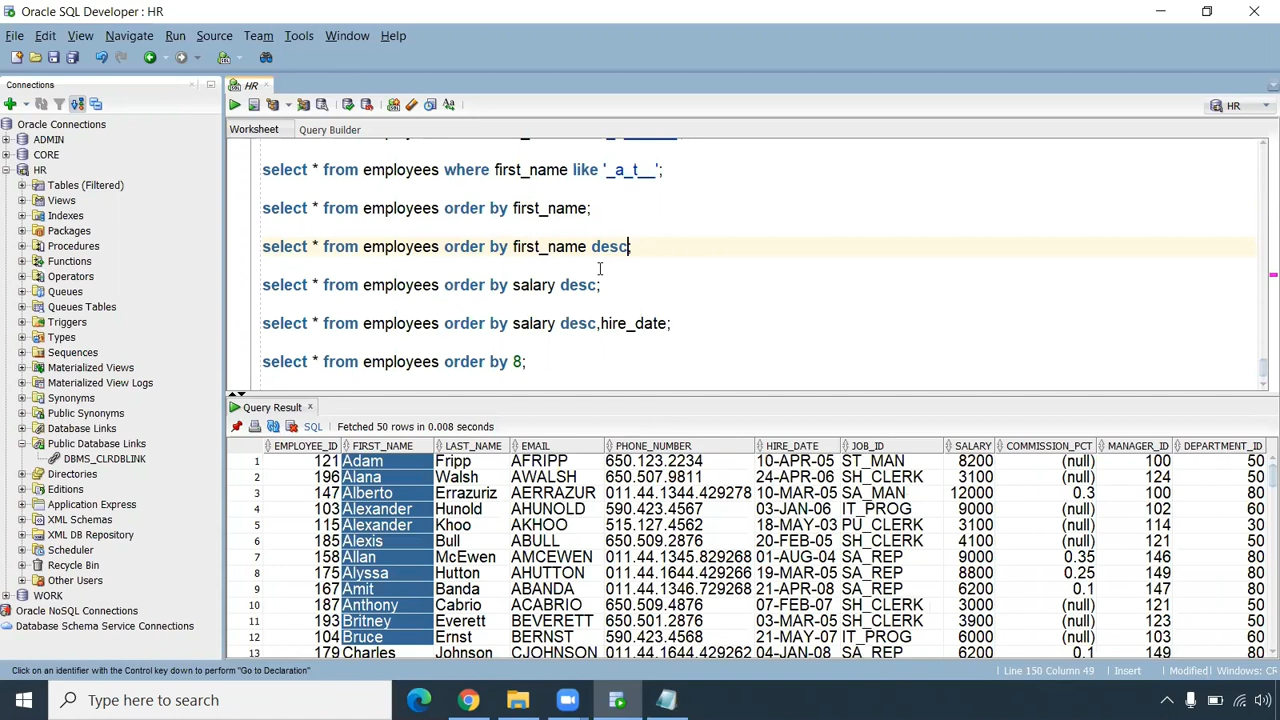 Oracle SQL Developer: HR
File Edit View Navigate Run Source Team Tools Window Help
Connections
HR
HR
Worksheet Query Builder
Oracle Connections
ADMIN
CORE
HR
Tables (Filtered)
Views
Indexes
Packages
Procedures
Functions
Operators
Queues
Queues Tables
Triggers
Types
Sequences
Materialized Views
Materialized View Logs
Synonyms
Public Synonyms
Database Links
Public Database Links
DBMS_CLRDBLINK
Directories
Editions
Application Express
XML Schemas
XML DB Repository
Scheduler
Recycle Bin
Other Users
WORK
Oracle NoSQL Connections
Database Schema Service Connections
select * from employees where first_name like '_a_t__';
select * from employees order by first_name;
select * from employees order by first_name desc;
select * from employees order by salary desc;
select * from employees order by salary desc,hire_date;
select * from employees order by 8;
Query Result
SQL Fetched 50 rows in 0.008 seconds
EMPLOYEE_ID FIRST_NAME LAST_NAME EMAIL PHONE_NUMBER HIRE_DATE JOB_ID SALARY COMMISSION_PCT MANAGER_ID DEPARTMENT_ID
1 121 Adam Fripp AFRIPP 650.123.2234 10-APR-05 ST_MAN 8200 (null) 100 50
2 196 Alana Walsh AWALSH 650.507.9811 24-APR-06 SH_CLERK 3100 (null) 124 50
3 147 Alberto Errazuriz AERRAZUR 011.44.1344.429278 10-MAR-05 SA_MAN 12000 0.3 100 80
4 103 Alexander Hunold AHUNOLD 590.423.4567 03-JAN-06 IT_PROG 9000 (null) 102 60
5 115 Alexander Khoo AKHOO 515.127.4562 18-MAY-03 PU_CLERK 3100 (null) 114 30
6 185 Alexis Bull ABULL 650.509.2876 20-FEB-05 SH_CLERK 4100 (null) 121 50
7 158 Allan McEwen AMCEWEN 011.44.1345.829268 01-AUG-04 SA_REP 9000 0.35 146 80
8 175 Alyssa Hutton AHUTTON 011.44.1644.429266 19-MAR-05 SA_REP 8800 0.25 149 80
9 167 Amit Banda ABANDA 011.44.1346.729268 21-APR-08 SA_REP 6200 0.1 147 80
10 187 Anthony Cabrio ACABRIO 650.509.4876 07-FEB-07 SH_CLERK 3000 (null) 121 50
11 193 Britney Everett BEVERETT 650.501.2876 03-MAR-05 SH_CLERK 3900 (null) 123 50
12 104 Bruce Ernst BERNST 590.423.4568 21-MAY-07 IT_PROG 6000 (null) 103 60
13 179 Charles Johnson CJOHNSON 011.44.1644.429262 04-JAN-08 SA_REP 6200 0.1 149 80
Click on an identifier with the Control key down to perform "Go to Declaration" Line 150 Column 49 Insert Modified Windows: CR
Type here to search